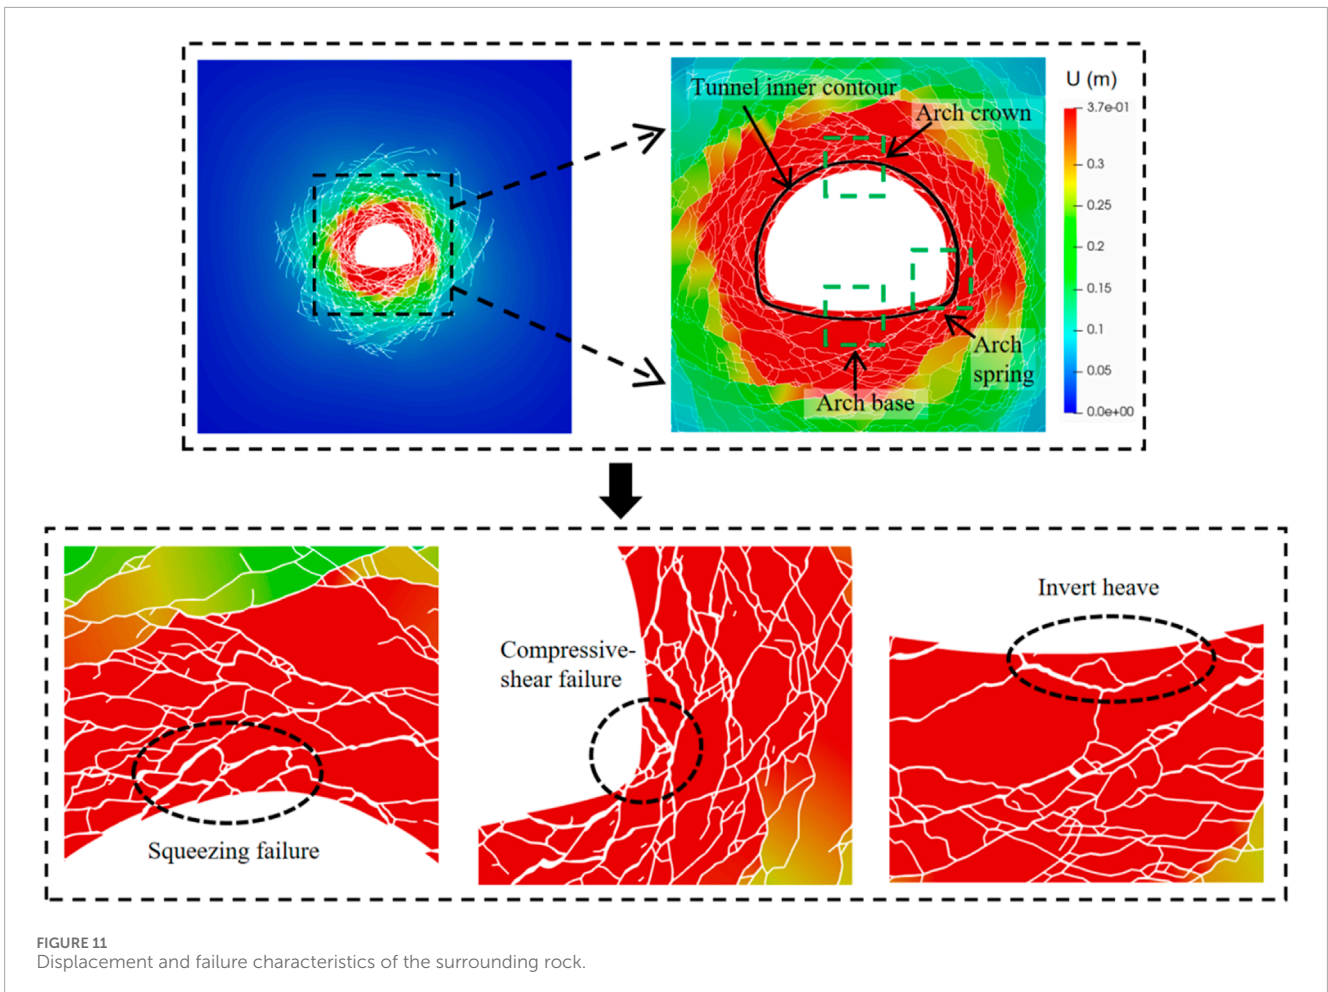 Tunnel inner contour
Arch crown
U (m)
3.7e-01
0.3
0.25
0.2
0.15
0.1
0.05
0.0e+00
Arch
spring
Arch base
Squeezing failure
Compressive-
shear failure
Invert heave
FIGURE 11
Displacement and failure characteristics of the surrounding rock.